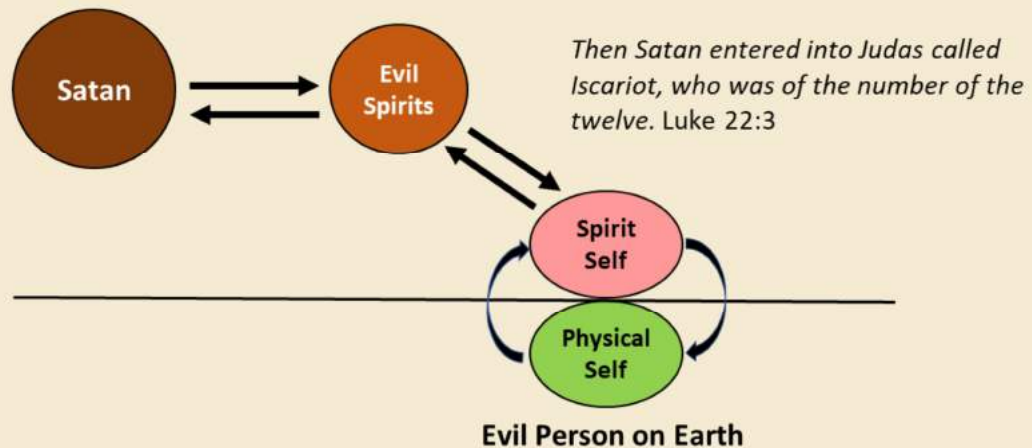 Then Satan entered into Judas called
Iscariot, who was of the number of the
twelve. Luke 22:3
Satan
Evil
Spirits
Spirit
Self
Physical
Self
Evil Person on Earth